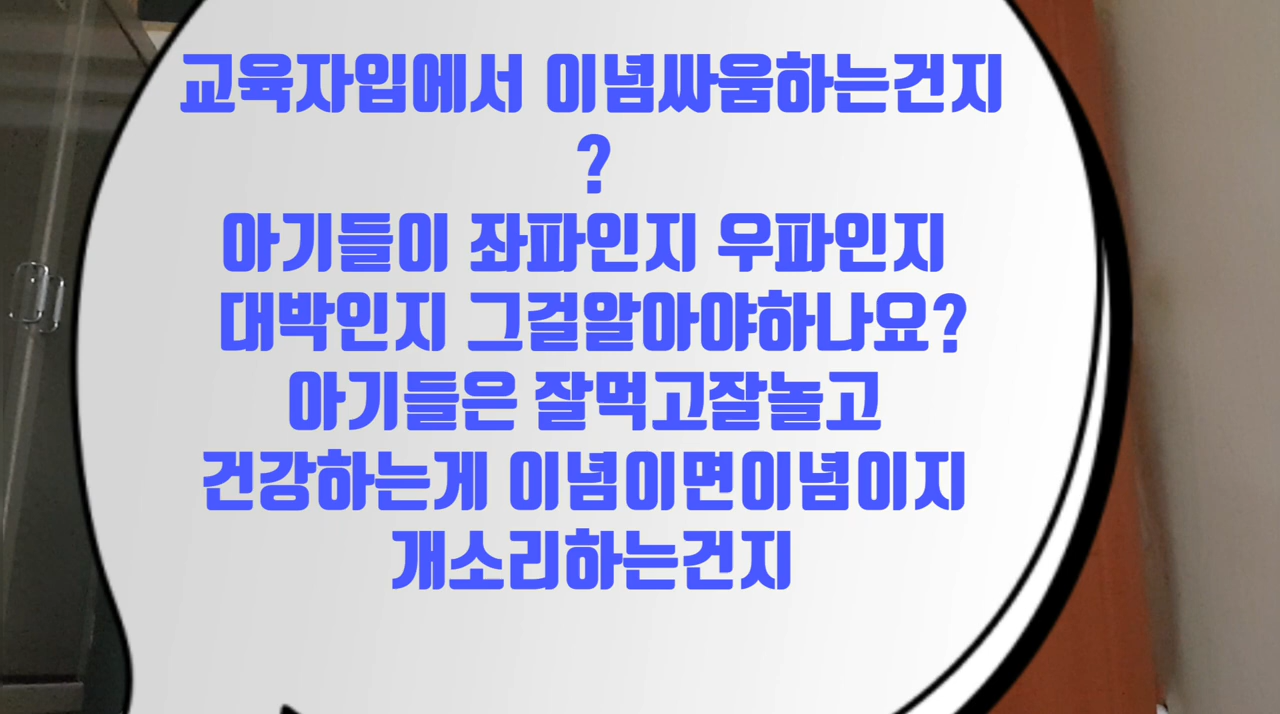 교육자입에서 이념싸움하는건지
?
아기들이 좌파인지 우파인지
대박인지 그걸알아야하나요?
아기들은 잘먹고잘놀고
건강하는게 이념이면이념이지
개소리하는건지